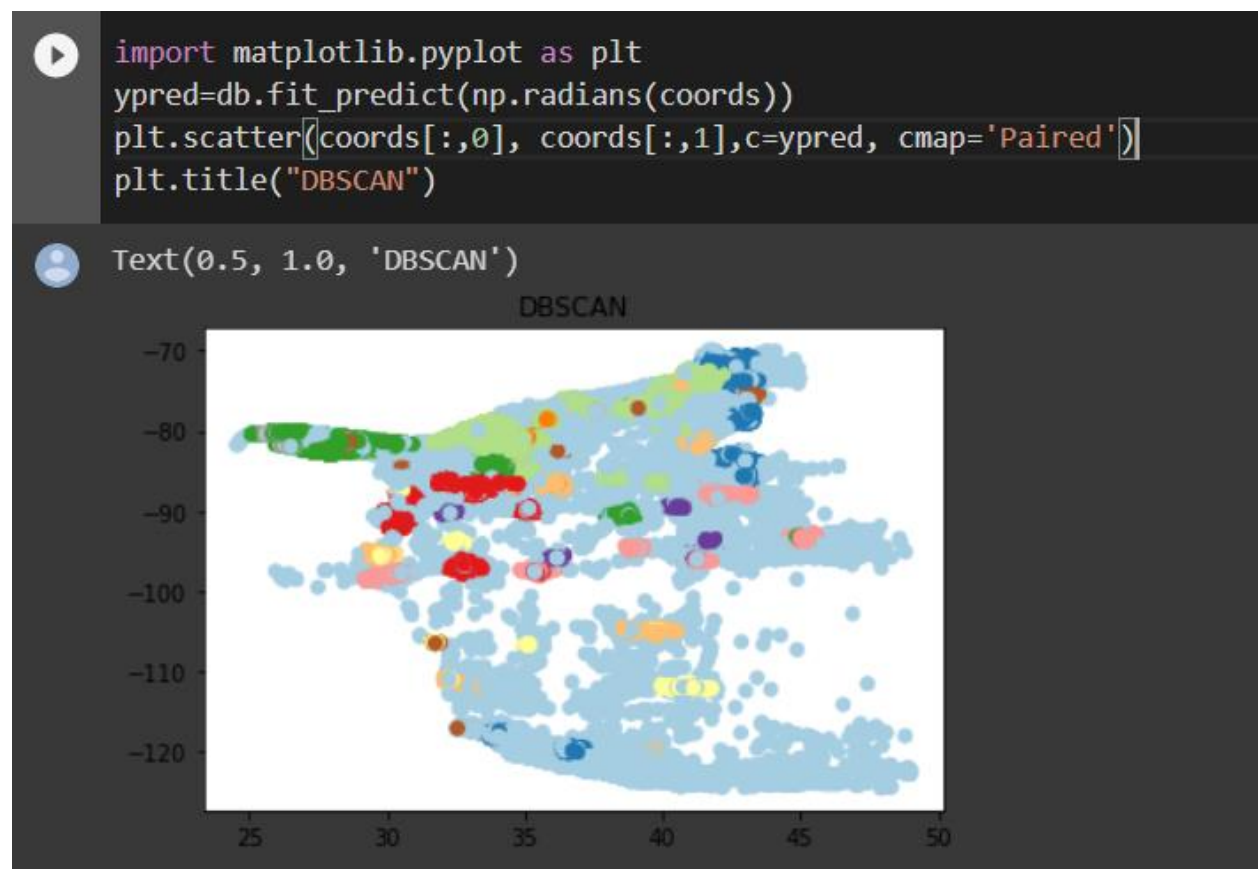 import matplotlib.pyplot as plt
ypred=db.fit_predict(np.radians(coords))
plt.scatter(coords[:,0], coords[:,1],c=ypred, cmap='Paired')
plt.title("DBSCAN")
Text(0.5, 1.0, 'DBSCAN')
DBSCAN
−70
−80
−90
−100
−110
−120
25 30 35 40 45 50